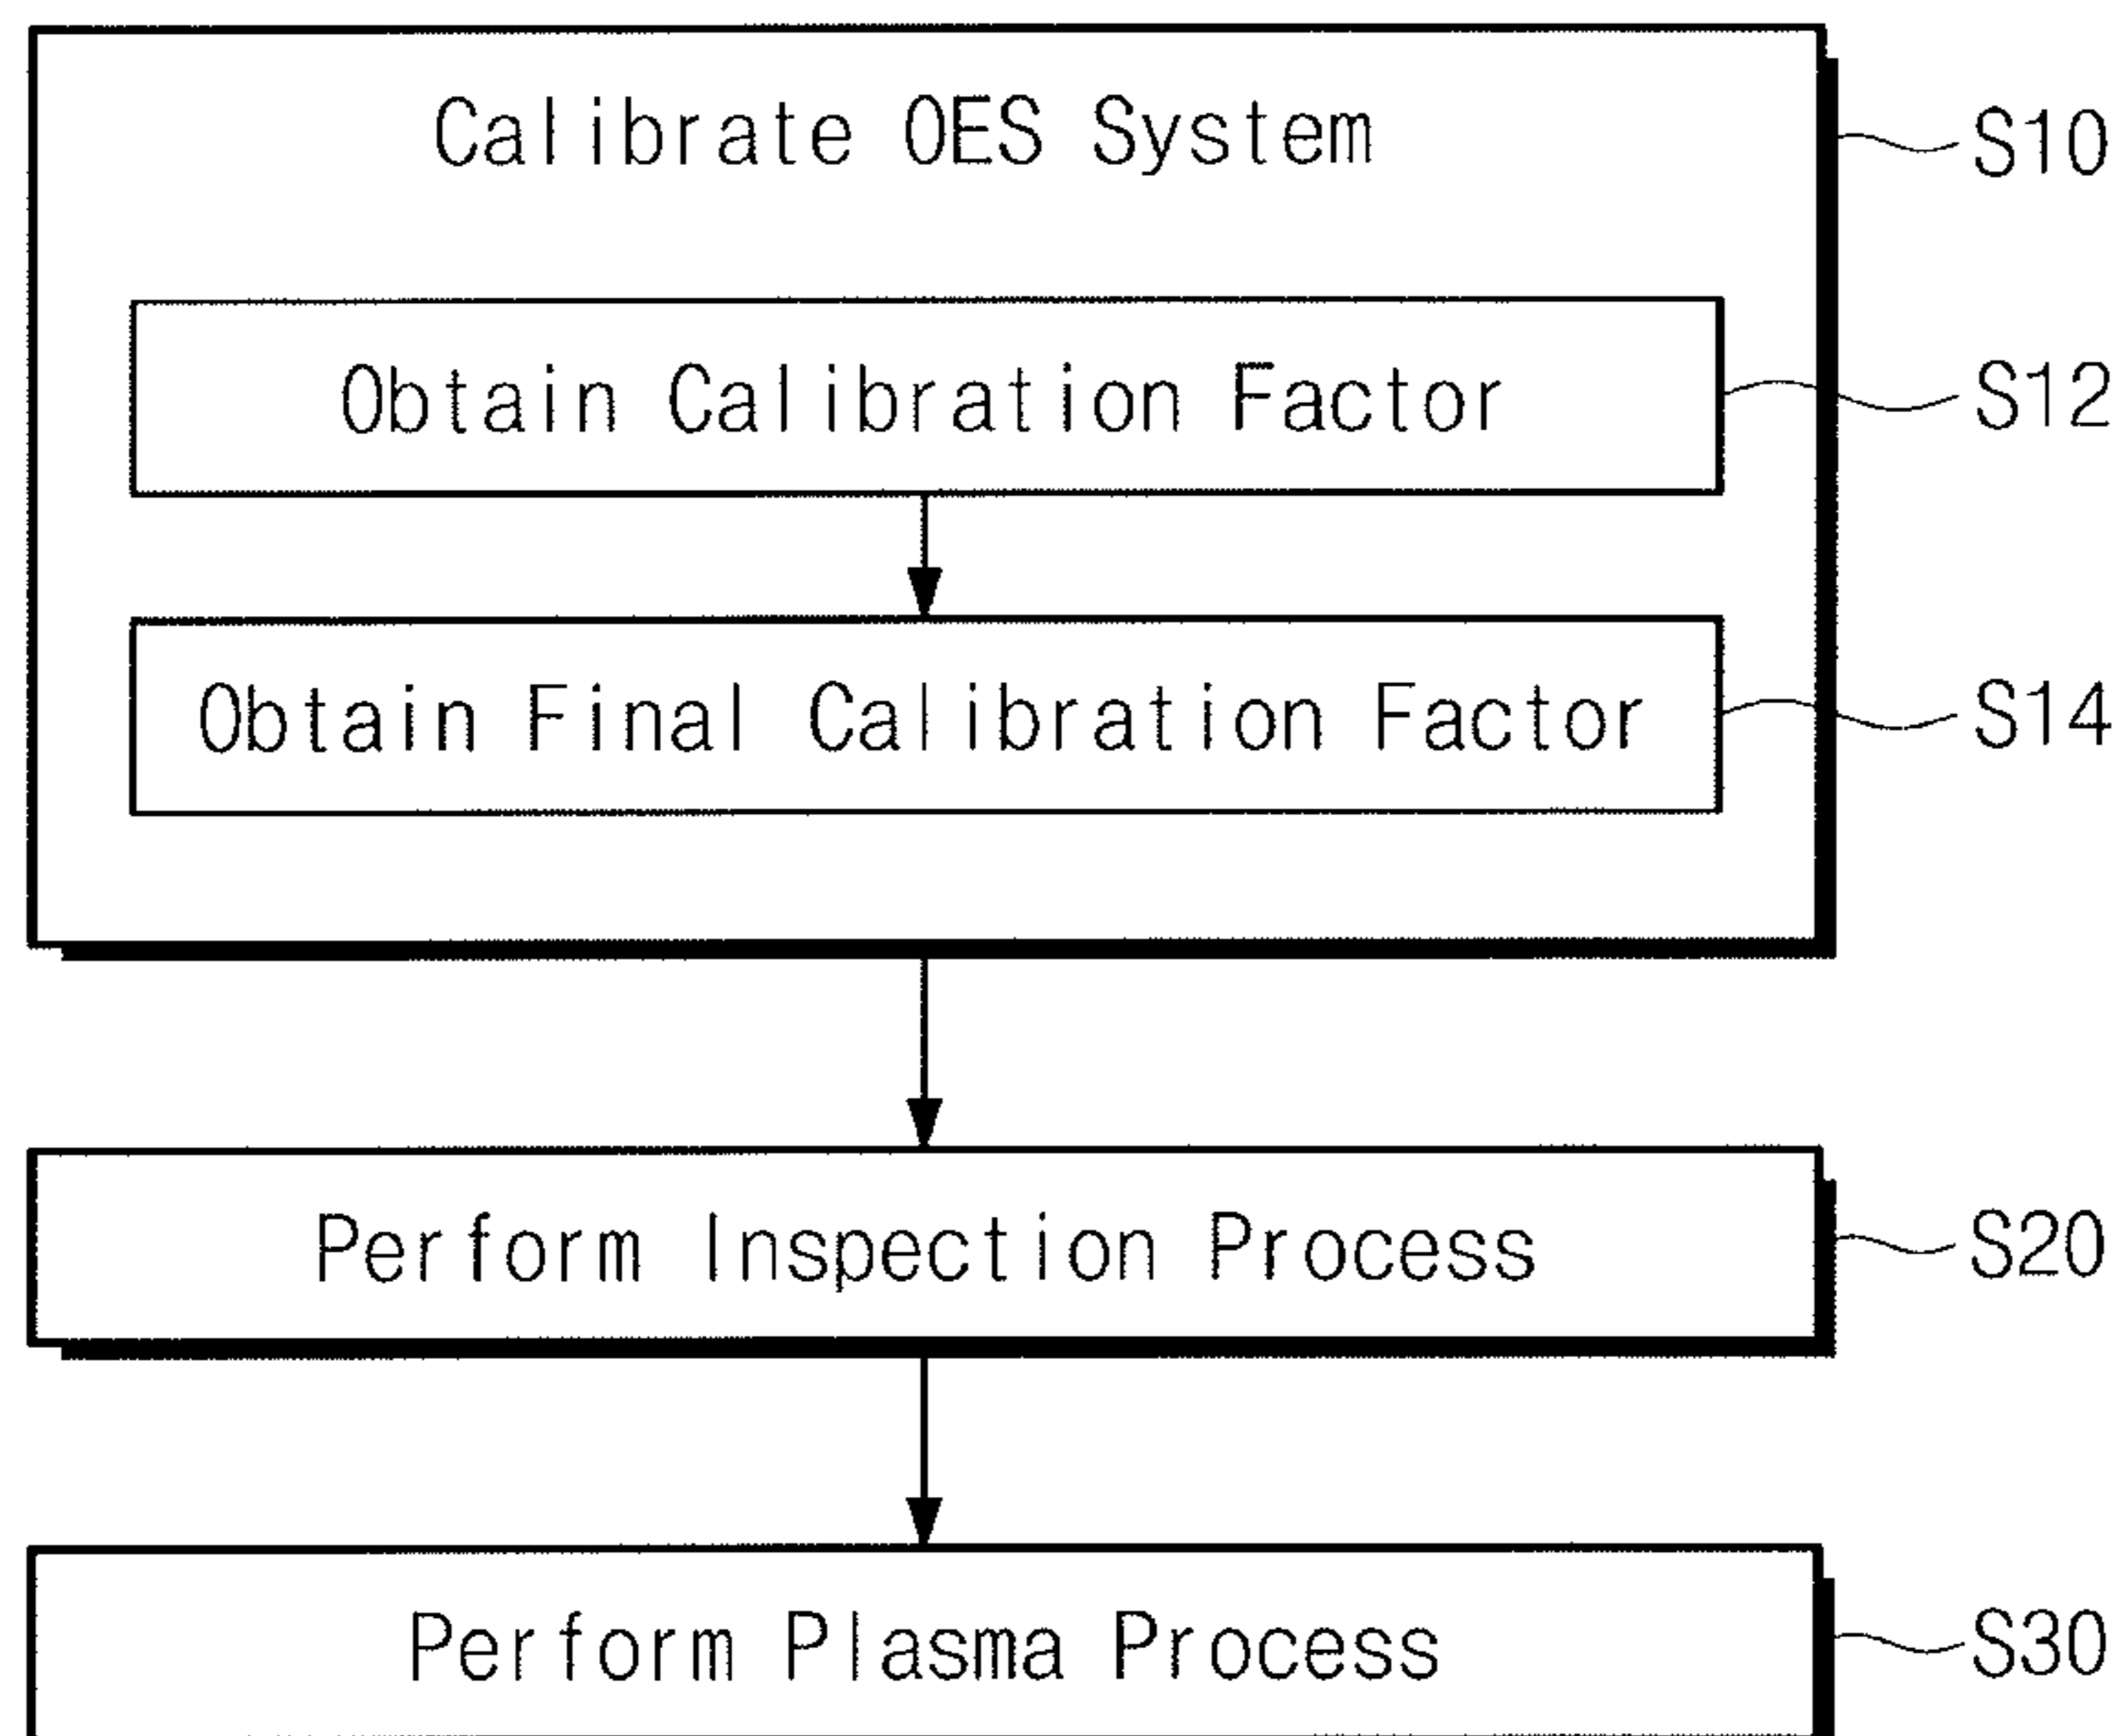 Calibrate OES System
S10
Obtain Calibration Factor
S12
Obtain Final Calibration Factor
S14
Perform Inspection Process
S20
Perform Plasma Process
S30